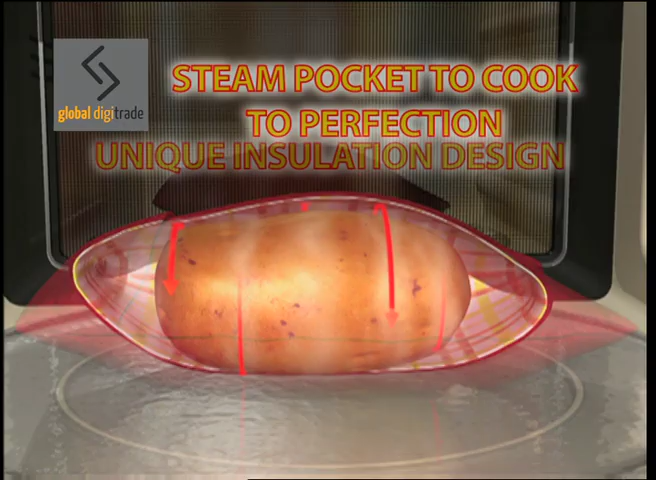 global digitrade
STEAM POCKET TO COOK
TO PERFECTION
UNIQUE INSULATION DESIGN